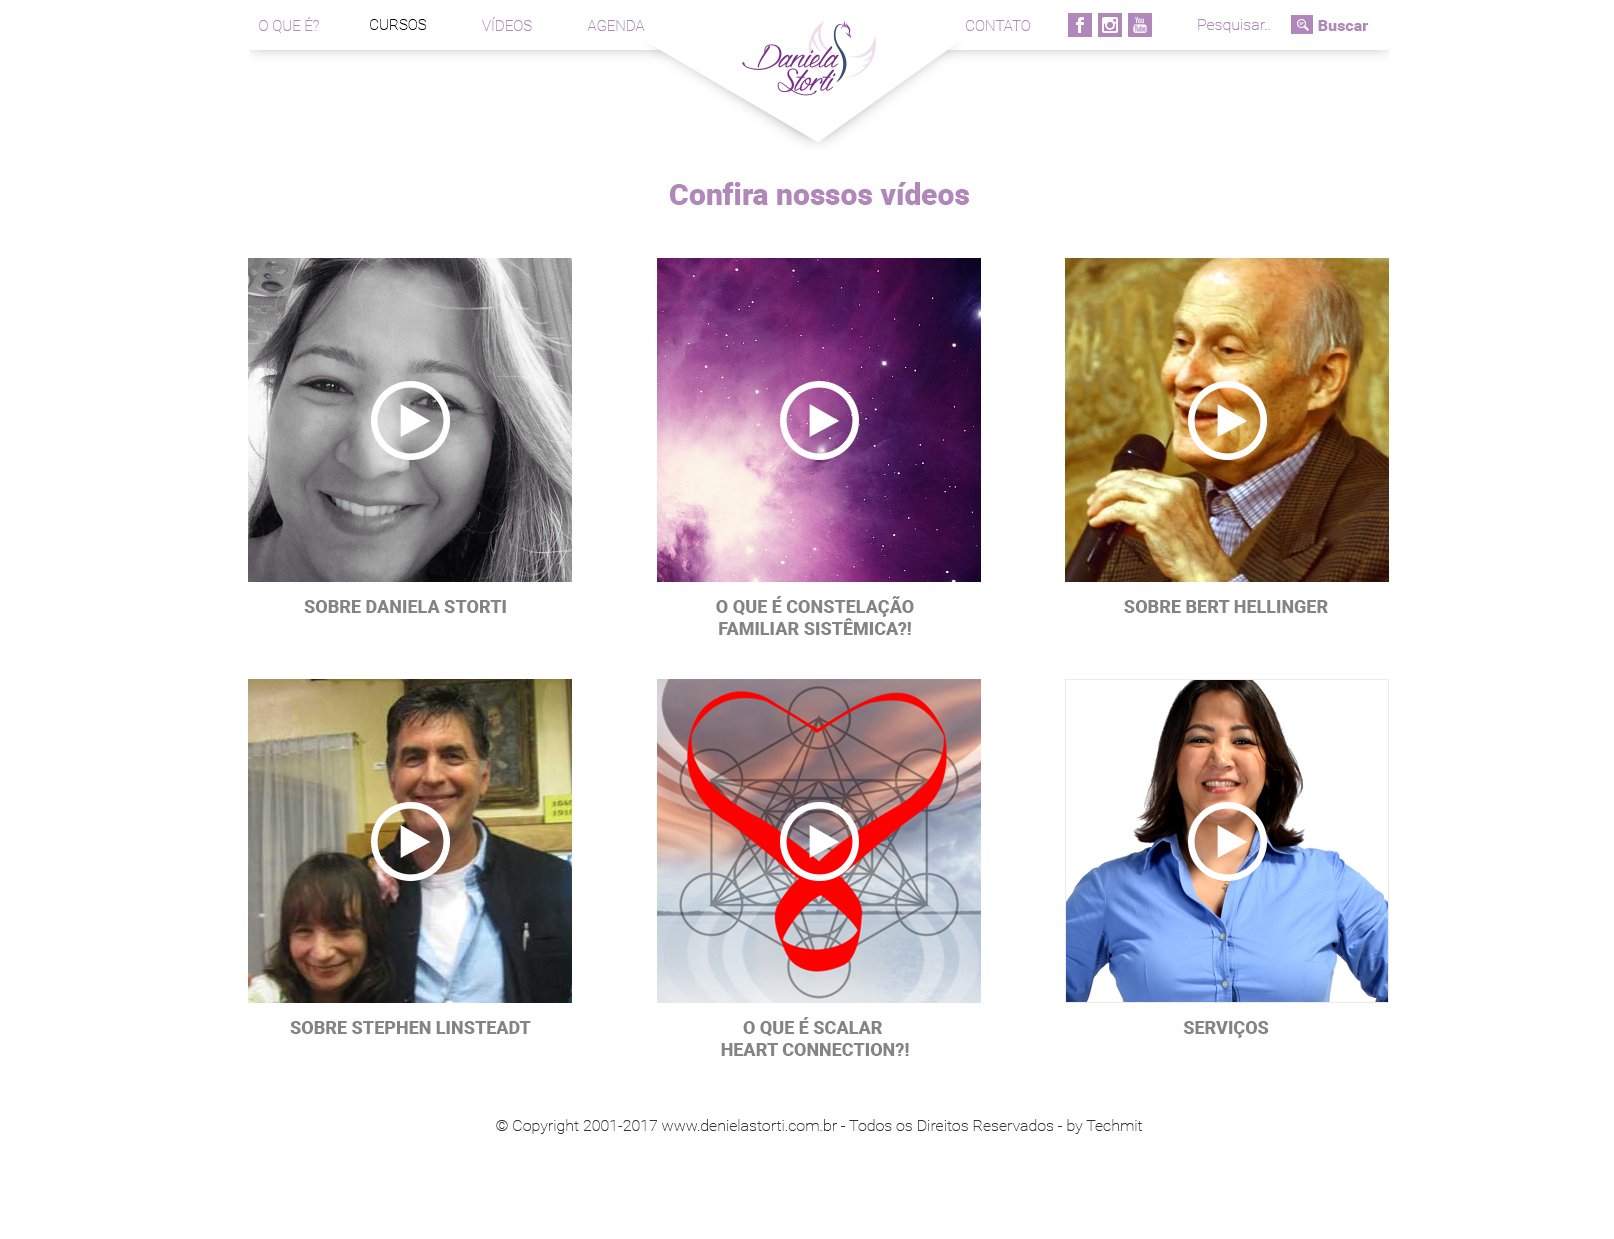 O QUE É?
CURSOS
VÍDEOS
AGENDA
Daniela
Storti
CONTATO
You
Tube
Pesquisar..
Buscar
Confira nossos vídeos
SOBRE DANIELA STORTI
O QUE É CONSTELAÇÃO
FAMILIAR SISTÊMICA?!
SOBRE BERT HELLINGER
SOBRE STEPHEN LINSTEADT
O QUE É SCALAR
HEART CONNECTION?!
SERVIÇOS
© Copyright 2001-2017 www.denielastorti.com.br - Todos os Direitos Reservados - by Techmit